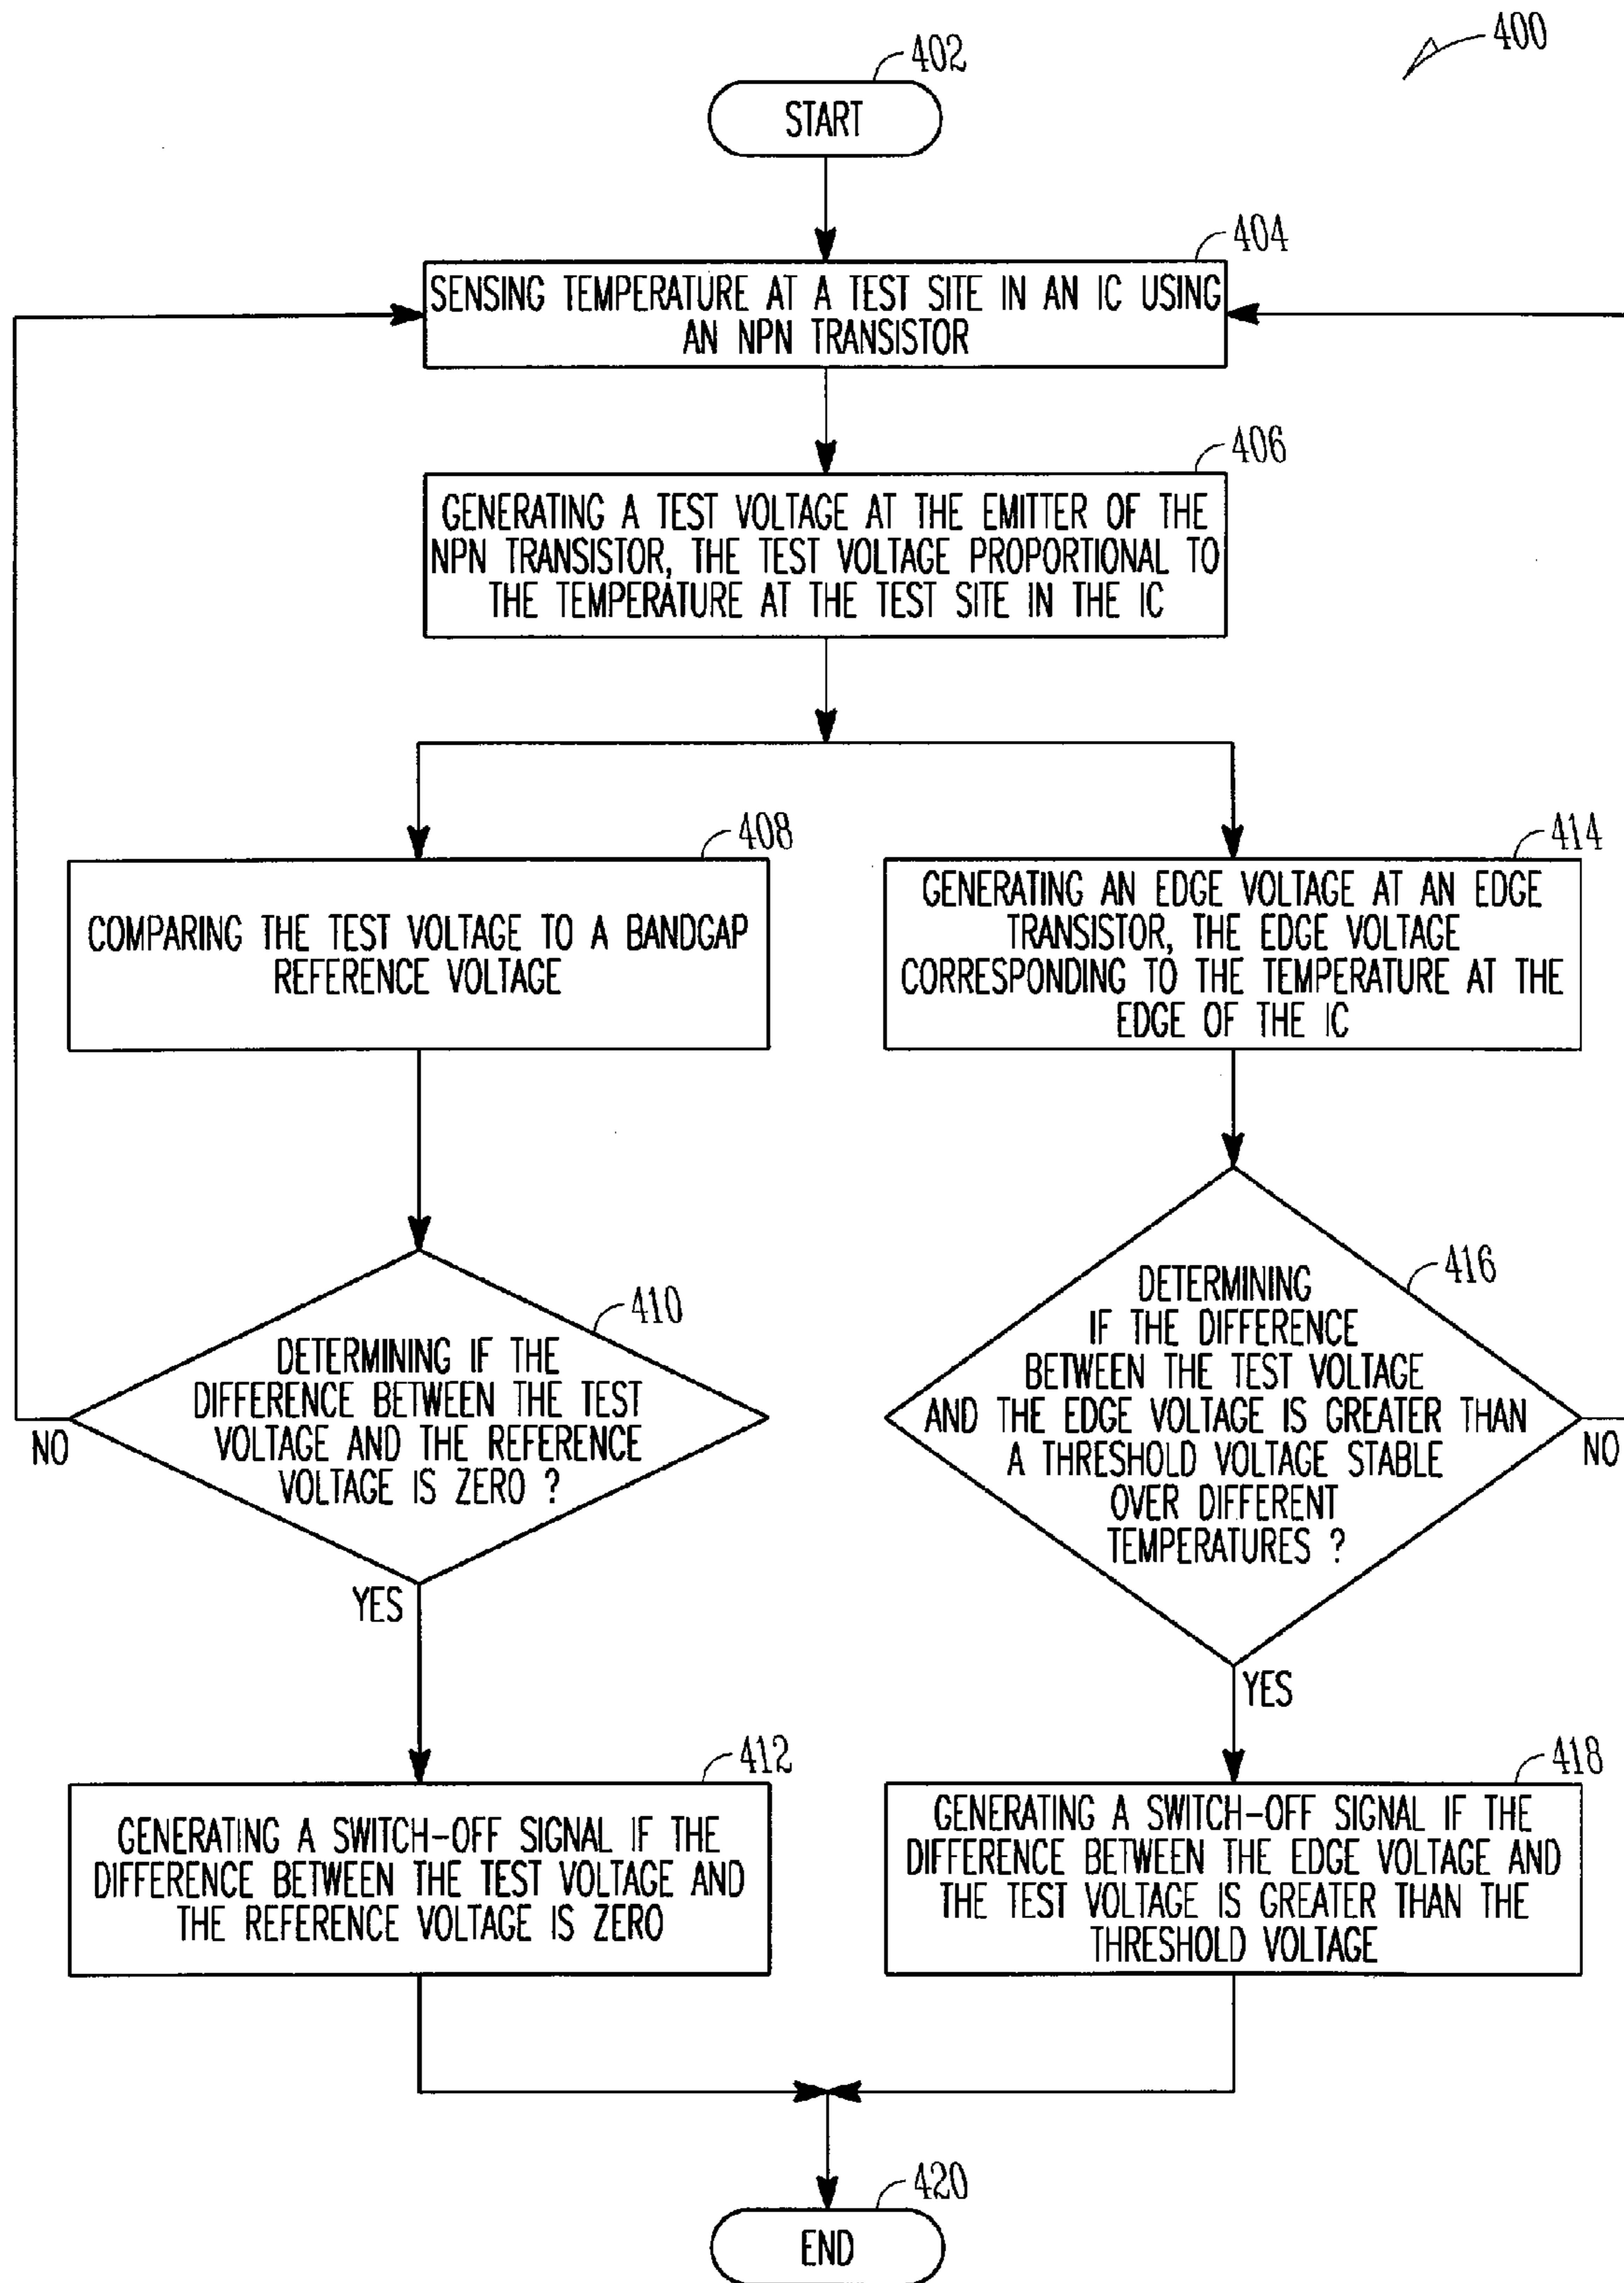 400
402
START
404
SENSING TEMPERATURE AT A TEST SITE IN AN IC USING
AN NPN TRANSISTOR
406
GENERATING A TEST VOLTAGE AT THE EMITTER OF THE
NPN TRANSISTOR, THE TEST VOLTAGE PROPORTIONAL TO
THE TEMPERATURE AT THE TEST SITE IN THE IC
408
COMPARING THE TEST VOLTAGE TO A BANDGAP
REFERENCE VOLTAGE
414
GENERATING AN EDGE VOLTAGE AT AN EDGE
TRANSISTOR, THE EDGE VOLTAGE
CORRESPONDING TO THE TEMPERATURE AT THE
EDGE OF THE IC
410
DETERMINING IF THE
DIFFERENCE BETWEEN THE TEST
VOLTAGE AND THE REFERENCE
VOLTAGE IS ZERO ?
NO
YES
416
DETERMINING
IF THE DIFFERENCE
BETWEEN THE TEST VOLTAGE
AND THE EDGE VOLTAGE IS GREATER THAN
A THRESHOLD VOLTAGE STABLE
OVER DIFFERENT
TEMPERATURES ?
NO
YES
412
GENERATING A SWITCH-OFF SIGNAL IF THE
DIFFERENCE BETWEEN THE TEST VOLTAGE AND
THE REFERENCE VOLTAGE IS ZERO
418
GENERATING A SWITCH-OFF SIGNAL IF THE
DIFFERENCE BETWEEN THE EDGE VOLTAGE AND
THE TEST VOLTAGE IS GREATER THAN THE
THRESHOLD VOLTAGE
420
END